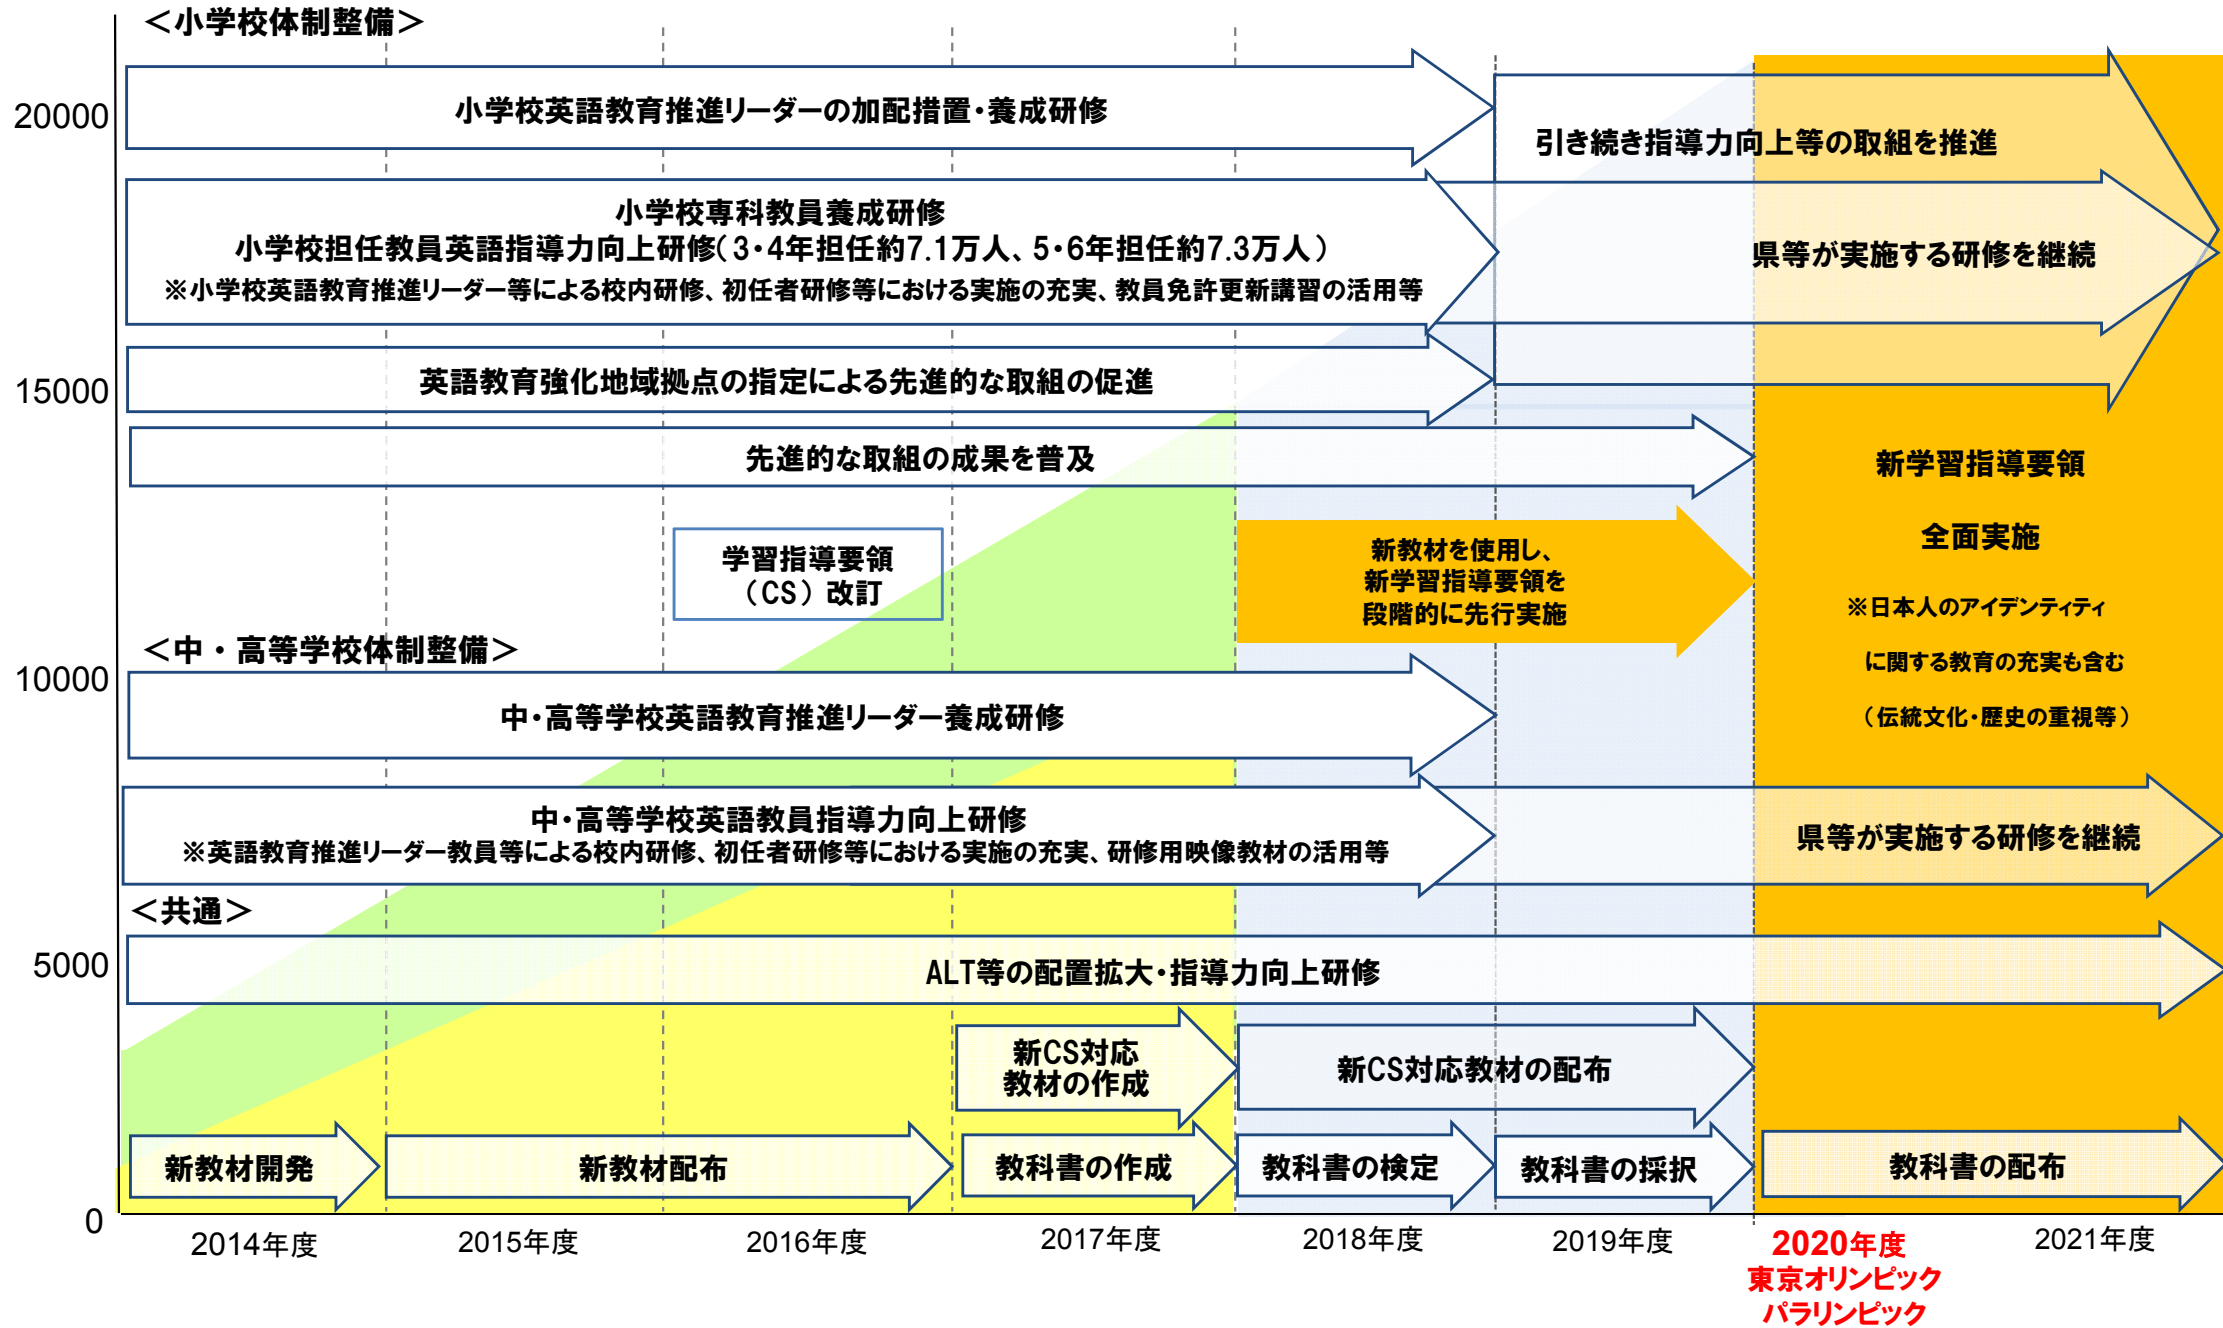 ＜小学校体制整備＞
20000
小学校英語教育推進リーダーの加配措置・養成研修
引き続き指導力向上等の取組を推進
小学校専科教員養成研修
小学校担任教員英語指導力向上研修（3・4年担任約7.1万人、5・6年担任約7.3万人）
※小学校英語教育推進リーダー等による校内研修、初任者研修等における実施の充実、教員免許更新講習の活用等
県等が実施する研修を継続
15000
英語教育強化地域拠点の指定による先進的な取組の促進
先進的な取組の成果を普及
学習指導要領
（CS）改訂
新教材を使用し、
新学習指導要領を
段階的に先行実施
新学習指導要領
全面実施
※日本人のアイデンティティ
に関する教育の充実も含む
（伝統文化・歴史の重視等）
＜中・高等学校体制整備＞
10000
中・高等学校英語教育推進リーダー養成研修
中・高等学校英語教員指導力向上研修
※英語教育推進リーダー教員等による校内研修、初任者研修等における実施の充実、研修用映像教材の活用等
県等が実施する研修を継続
＜共通＞
5000
ALT等の配置拡大・指導力向上研修
新CS対応
教材の作成
新CS対応教材の配布
新教材開発
新教材配布
教科書の作成
教科書の検定
教科書の採択
教科書の配布
0
2014年度
2015年度
2016年度
2017年度
2018年度
2019年度
2020年度
東京オリンピック
パラリンピック
2021年度